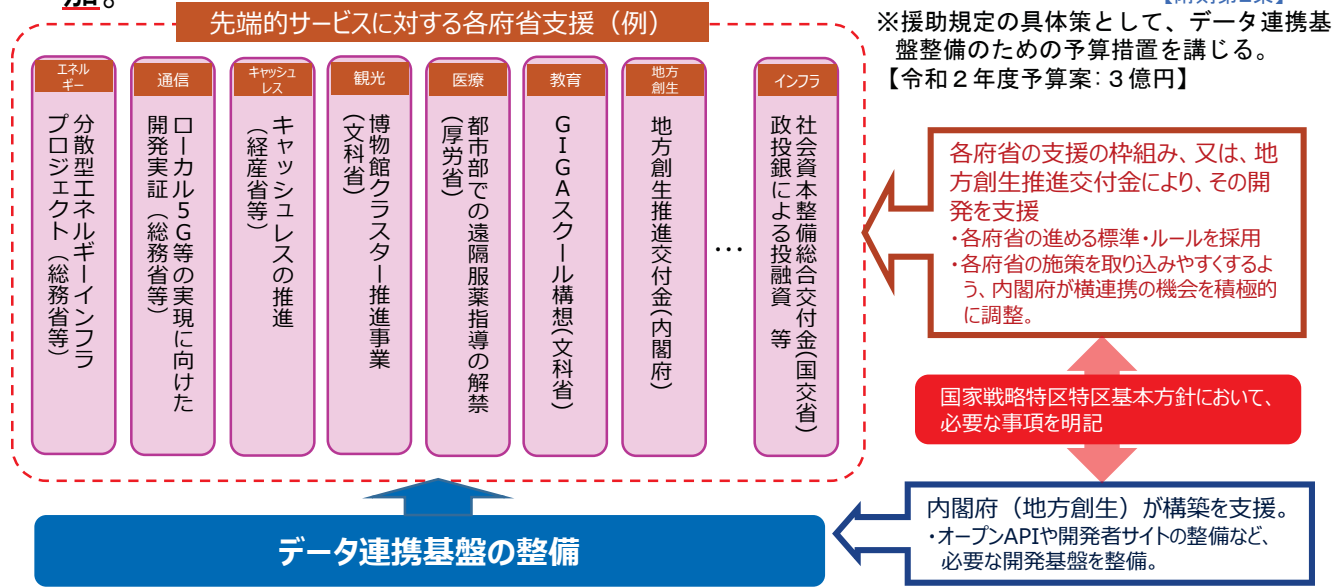 加。
先端的サービスに対する各府省支援（例）
※援助規定の具体策として、データ連携基
盤整備のための予算措置を講じる。
【令和２年度予算案：３億円】
エネル
ギー
分散型エネルギーインフラ
プロジェクト（総務省等）
通信
ローカル５G等の実現に向けた
開発実証（総務省等）
キャッシュ
レス
キャッシュレスの推進
（経産省等）
観光
博物館クラスター推進事業
（文科省）
医療
都市部での遠隔服薬指導の解禁
（厚労省）
教育
GIGAスクール構想（文科省）
地方
創生
地方創生推進交付金（内閣府）
…
インフラ
社会資本整備総合交付金（国交省）
政投銀による投融資　等
各府省の支援の枠組み、又は、地
方創生推進交付金により、その開
発を支援
・各府省の進める標準・ルールを採用
・各府省の施策を取り込みやすくするよ
う、内閣府が横連携の機会を積極的
に調整。
国家戦略特区特区基本方針において、
必要な事項を明記
内閣府（地方創生）が構築を支援。
・オープンAPIや開発者サイトの整備など、
必要な開発基盤を整備。
データ連携基盤の整備